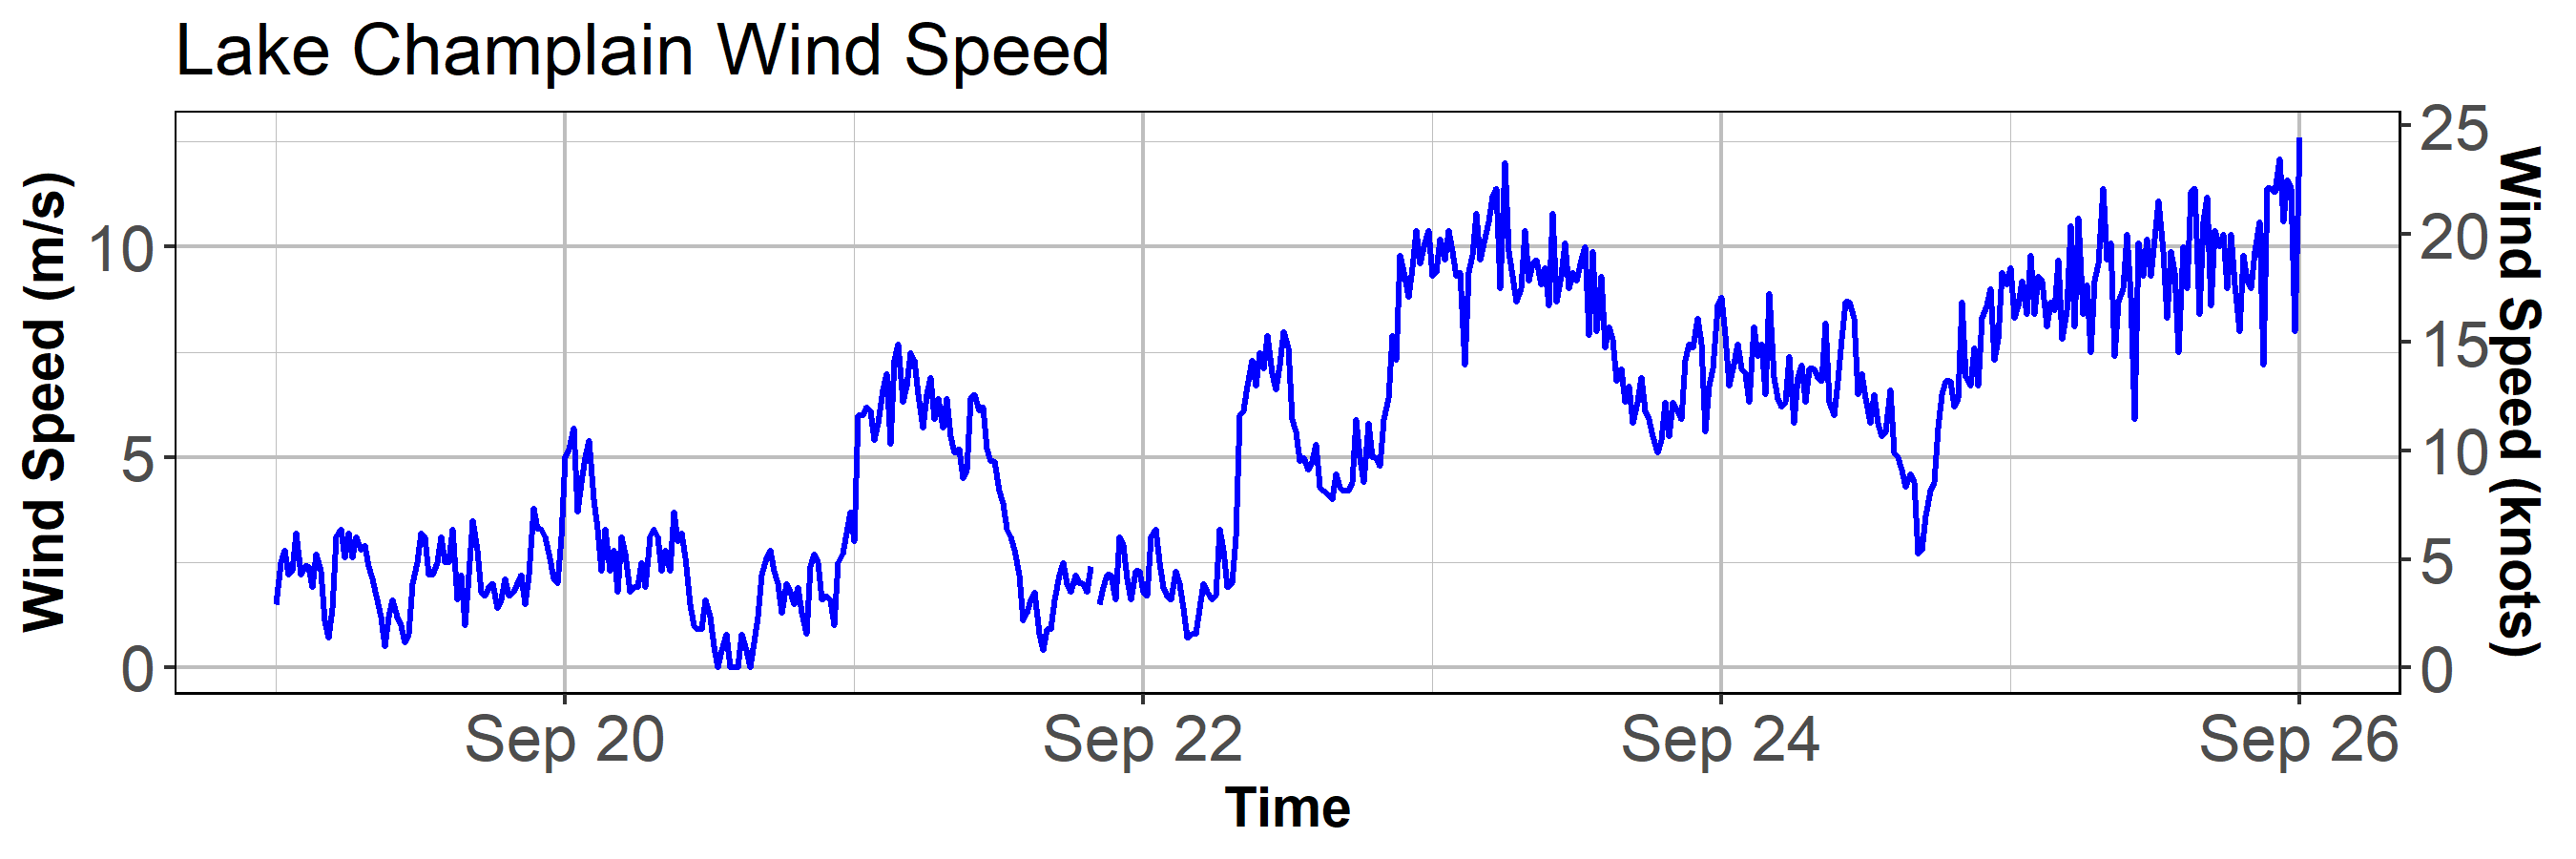 Lake Champlain Wind Speed
Wind Speed (m/s)
10
5
0
25
20
15
10
5
0
Wind Speed (knots)
Sep 20 Sep 22 Sep 24 Sep 26
Time